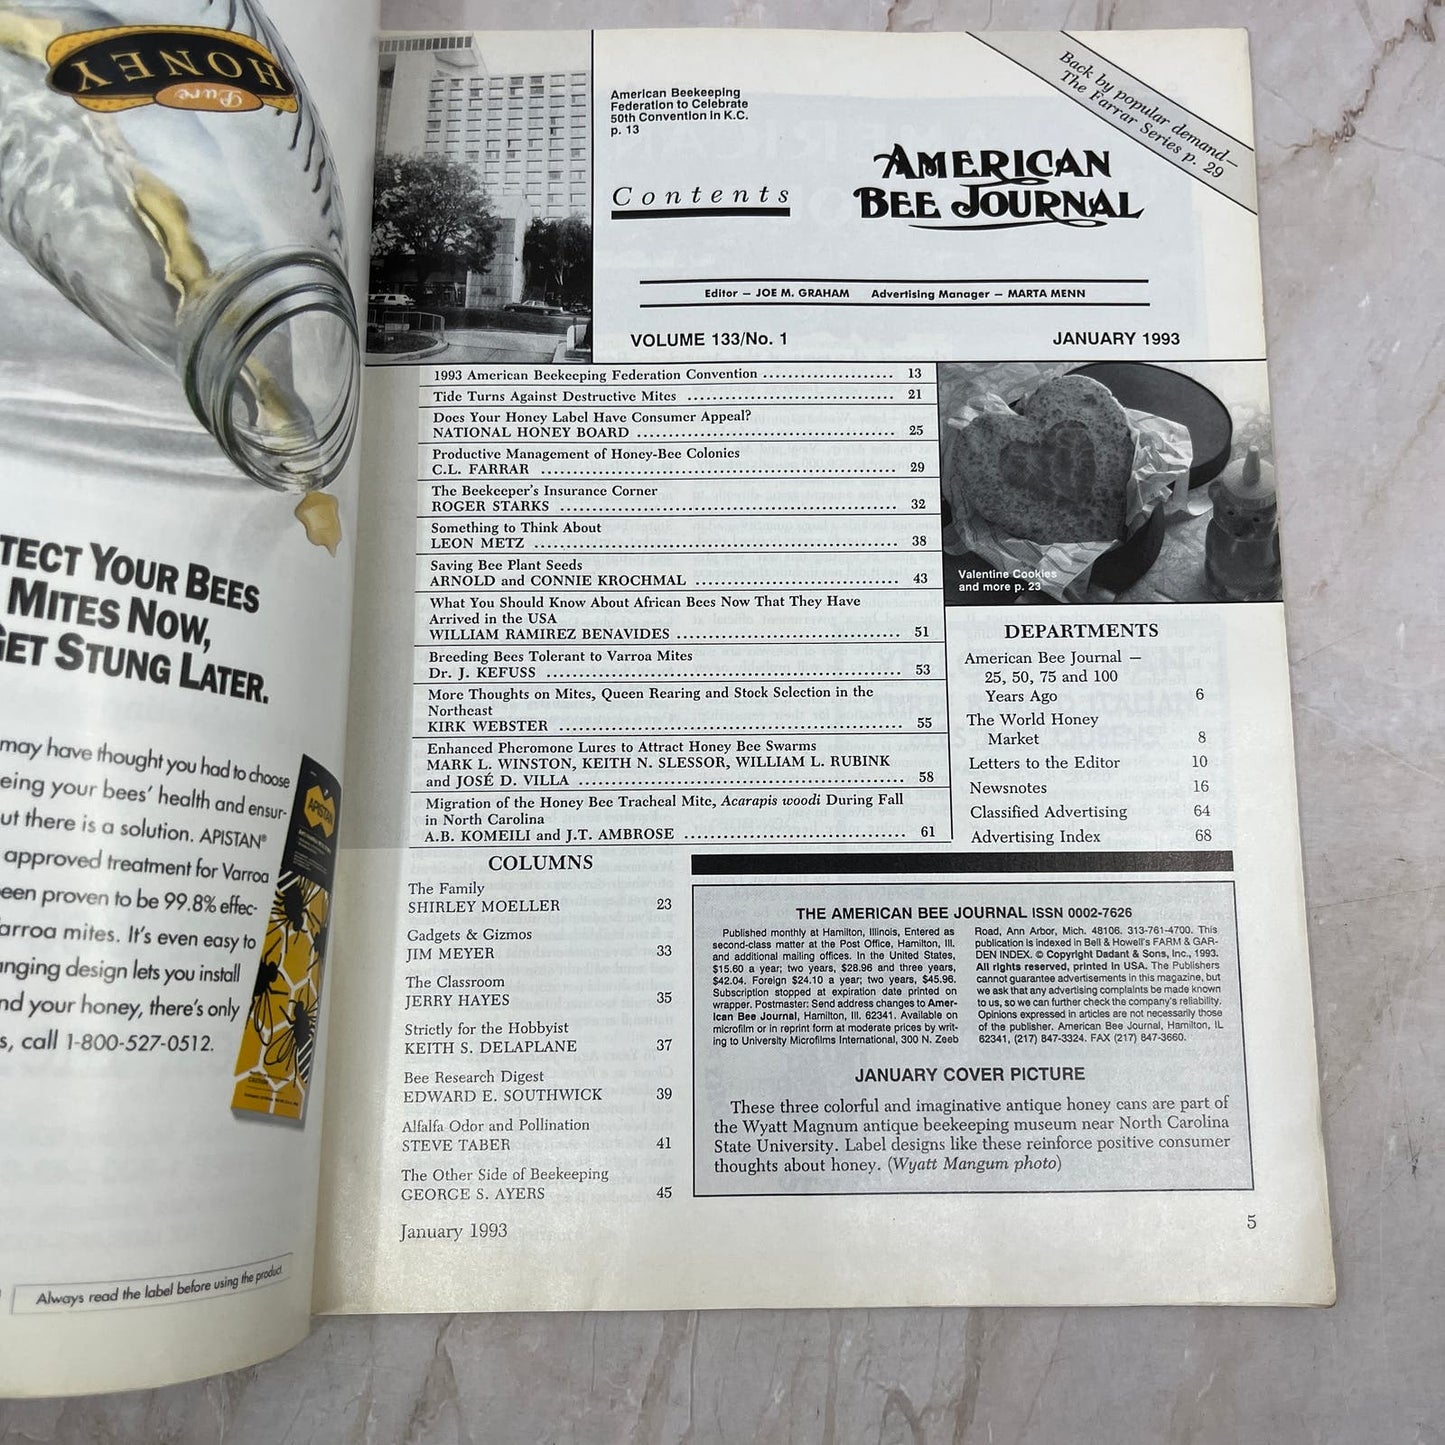 Pure
HONEY
TECT YOUR BEES
MITES NOW,
GET STUNG LATER.
may have thought you had to choose
eing your bees' health and ensur-
ut there is a solution. APISTAN®
approved treatment for Varroa
een proven to be 99.8% effec-
arroa mites. It's even easy to
anging design lets you install
nd your honey, there's only
s, call 1-800-527-0512.
APISTAN
Always read the label before using the product.
American Beekeeping
Federation to Celebrate
50th Convention in K.C.
p. 13
Back by popular demand—
The Farrar Series p. 29
Contents
AMERICAN
BEE JOURNAL
Editor — JOE M. GRAHAM Advertising Manager — MARTA MENN
VOLUME 133/No. 1 JANUARY 1993
1993 American Beekeeping Federation Convention .................... 13
Tide Turns Against Destructive Mites ................................ 21
Does Your Honey Label Have Consumer Appeal?
NATIONAL HONEY BOARD ....................................... 25
Productive Management of Honey-Bee Colonies
C.L. FARRAR ..................................................... 29
The Beekeeper's Insurance Corner
ROGER STARKS .................................................. 32
Something to Think About
LEON METZ ...................................................... 38
Saving Bee Plant Seeds
ARNOLD and CONNIE KROCHMAL ............................... 43
What You Should Know About African Bees Now That They Have
Arrived in the USA
WILLIAM RAMIREZ BENAVIDES ................................. 51
Breeding Bees Tolerant to Varroa Mites
Dr. J. KEFUSS .................................................... 53
More Thoughts on Mites, Queen Rearing and Stock Selection in the
Northeast
KIRK WEBSTER ................................................... 55
Enhanced Pheromone Lures to Attract Honey Bee Swarms
MARK L. WINSTON, KEITH N. SLESSOR, WILLIAM L. RUBINK
and JOSÉ D. VILLA ................................................ 58
Migration of the Honey Bee Tracheal Mite, Acarapis woodi During Fall
in North Carolina
A.B. KOMEILI and J.T. AMBROSE .................................. 61
Valentine Cookies
and more p. 23
DEPARTMENTS
American Bee Journal —
25, 50, 75 and 100
Years Ago 6
The World Honey
Market 8
Letters to the Editor 10
Newsnotes 16
Classified Advertising 64
Advertising Index 68
COLUMNS
The Family
SHIRLEY MOELLER 23
Gadgets & Gizmos
JIM MEYER 33
The Classroom
JERRY HAYES 35
Strictly for the Hobbyist
KEITH S. DELAPLANE 37
Bee Research Digest
EDWARD E. SOUTHWICK 39
Alfalfa Odor and Pollination
STEVE TABER 41
The Other Side of Beekeeping
GEORGE S. AYERS 45
THE AMERICAN BEE JOURNAL ISSN 0002-7626
Published monthly at Hamilton, Illinois, Entered as
second-class matter at the Post Office, Hamilton, Ill.
and additional mailing offices. In the United States,
$15.60 a year; two years, $28.96 and three years,
$42.04. Foreign $24.10 a year; two years, $45.96.
Subscription stopped at expiration date printed on
wrapper. Postmaster: Send address changes to Amer-
ican Bee Journal, Hamilton, Ill. 62341. Available on
microfilm or in reprint form at moderate prices by writ-
ing to University Microfilms International, 300 N. Zeeb
Road, Ann Arbor, Mich. 48106. 313-761-4700. This
publication is indexed in Bell & Howell's FARM & GAR-
DEN INDEX. © Copyright Dadant & Sons, Inc., 1993.
All rights reserved, printed in USA. The Publishers
cannot guarantee advertisements in this magazine, but
we ask that any advertising complaints be made known
to us, so we can further check the company's reliability.
Opinions expressed in articles are not necessarily those
of the publisher. American Bee Journal, Hamilton, IL
62341, (217) 847-3324. FAX (217) 847-3660.
JANUARY COVER PICTURE
These three colorful and imaginative antique honey cans are part of
the Wyatt Magnum antique beekeeping museum near North Carolina
State University. Label designs like these reinforce positive consumer
thoughts about honey. (Wyatt Mangum photo)
January 1993 5